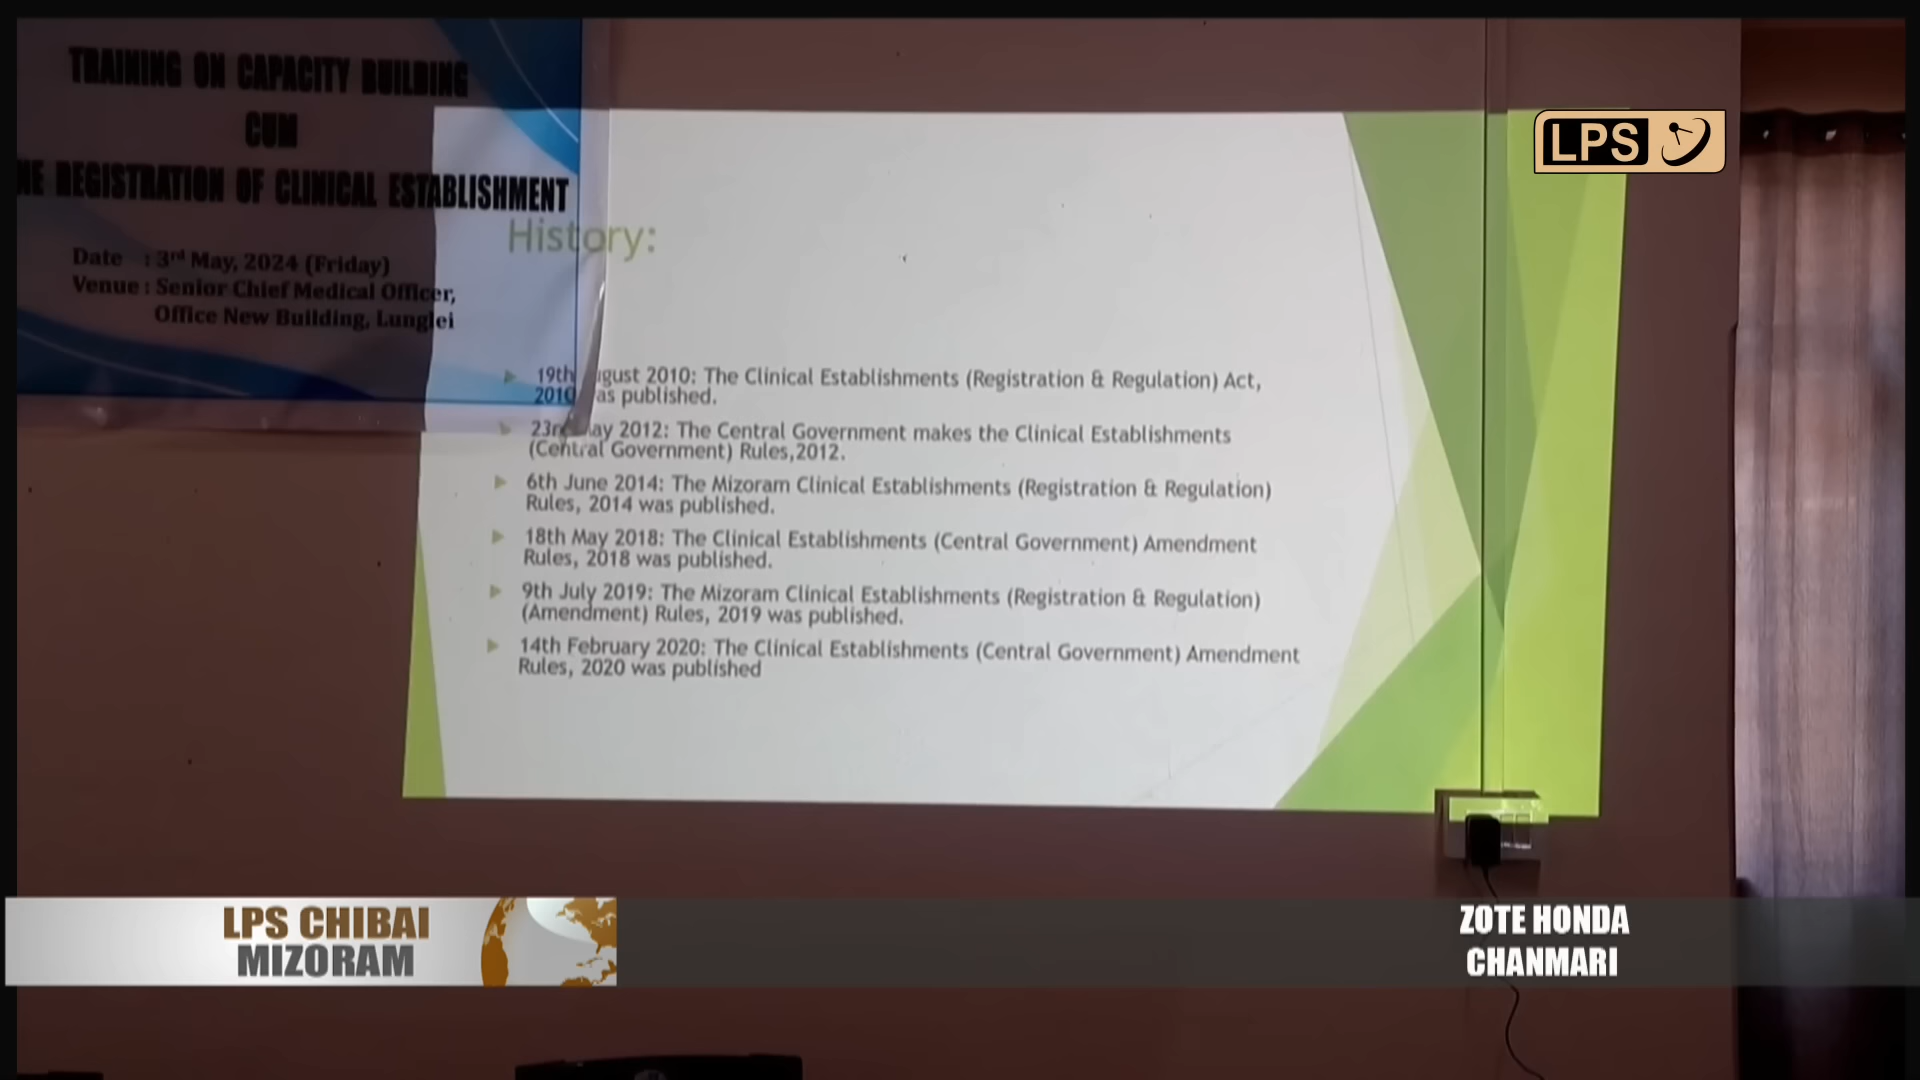 TRAINING ON CAPACITY BUILDING
CUM
REGISTRATION OF CLINICAL ESTABLISHMENT
Date : 3rd May, 2024 (Friday)
Venue : Senior Chief Medical Officer,
Office New Building, Lunglei
LPS
History:
19th August 2010: The Clinical Establishments (Registration & Regulation) Act,
2010 was published.
23rd May 2012: The Central Government makes the Clinical Establishments
(Central Government) Rules,2012.
6th June 2014: The Mizoram Clinical Establishments (Registration & Regulation)
Rules, 2014 was published.
18th May 2018: The Clinical Establishments (Central Government) Amendment
Rules, 2018 was published.
9th July 2019: The Mizoram Clinical Establishments (Registration & Regulation)
(Amendment) Rules, 2019 was published.
14th February 2020: The Clinical Establishments (Central Government) Amendment
Rules, 2020 was published
LPS CHIBAI
MIZORAM
ZOTE HONDA
CHANMARI